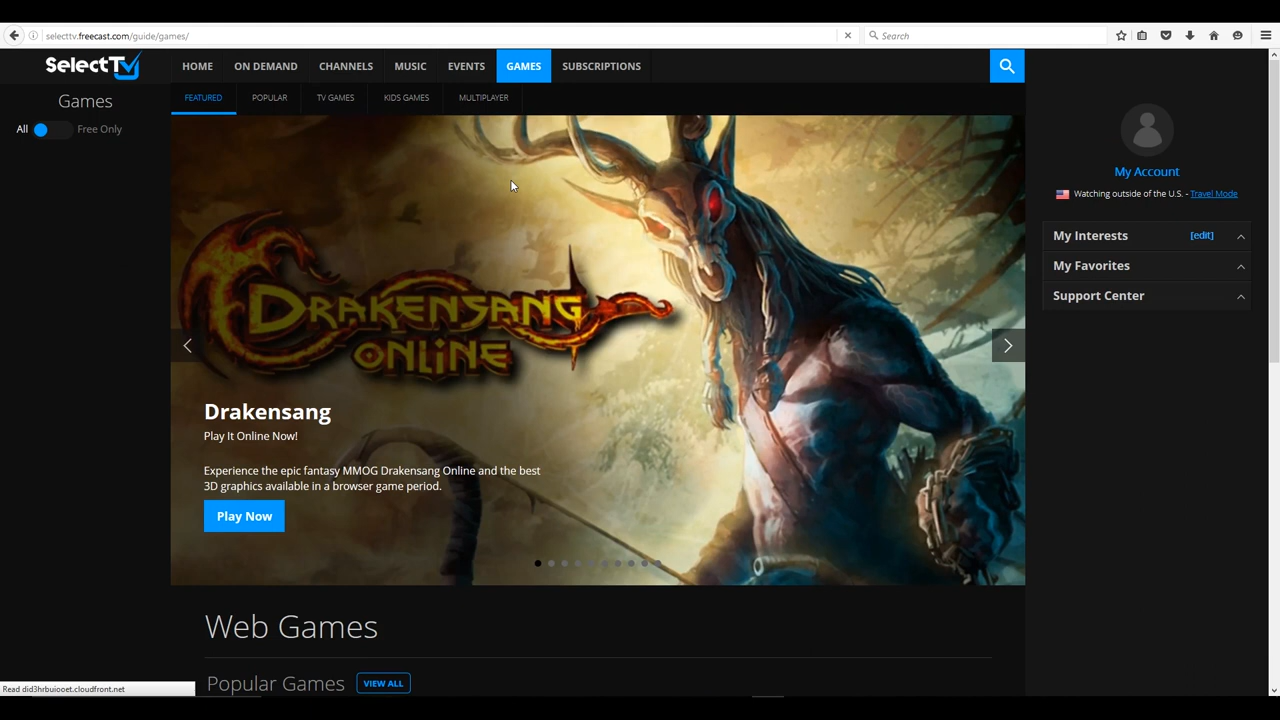 selecttv.freecast.com/guide/games/
Search
SelectTV
HOME
ON DEMAND
CHANNELS
MUSIC
EVENTS
GAMES
SUBSCRIPTIONS
Games
All
Free Only
FEATURED
POPULAR
TV GAMES
KIDS GAMES
MULTIPLAYER
My Account
Watching outside of the U.S. - Travel Mode
My Interests
[edit]
My Favorites
Support Center
DRAKENSANG
ONLINE
Drakensang
Play It Online Now!
Experience the epic fantasy MMOG Drakensang Online and the best
3D graphics available in a browser game period.
Play Now
Web Games
Popular Games
VIEW ALL
Read did3hrbuiooet.cloudfront.net